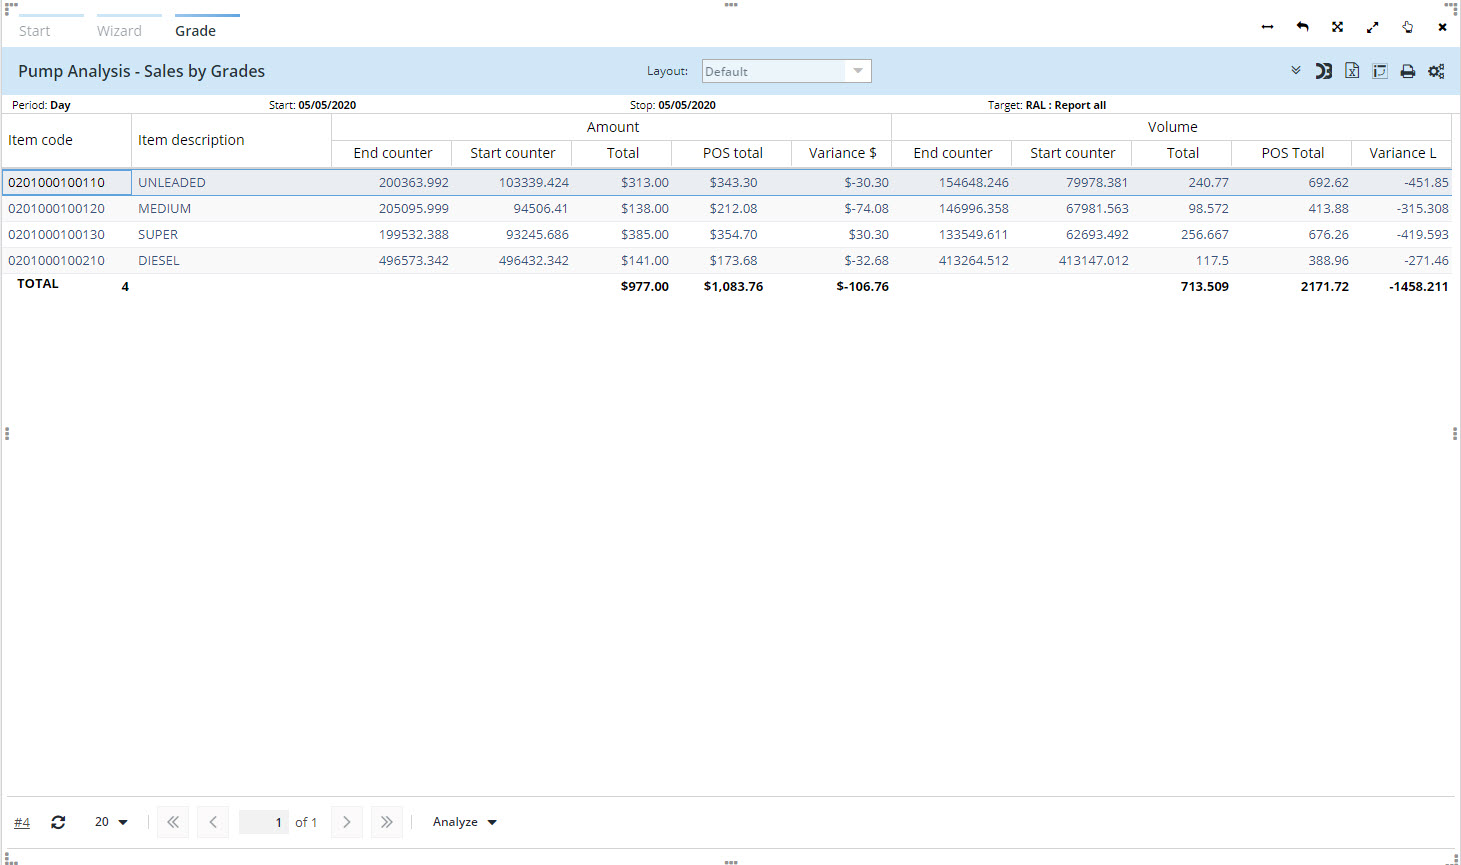 Start Wizard Grade
Pump Analysis - Sales by Grades Layout: Default
Period: Day Start: 05/05/2020 Stop: 05/05/2020 Target: RAL : Report all
Item code Item description Amount Volume
End counter Start counter Total POS total Variance $ End counter Start counter Total POS Total Variance L
0201000100110 UNLEADED 200363.992 103339.424 $313.00 $343.30 $-30.30 154648.246 79978.381 240.77 692.62 -451.85
0201000100120 MEDIUM 205095.999 94506.41 $138.00 $212.08 $-74.08 146996.358 67981.563 98.572 413.88 -315.308
0201000100130 SUPER 199532.388 93245.686 $385.00 $354.70 $30.30 133549.611 62693.492 256.667 676.26 -419.593
0201000100210 DIESEL 496573.342 496432.342 $141.00 $173.68 $-32.68 413264.512 413147.012 117.5 388.96 -271.46
TOTAL 4 $977.00 $1,083.76 $-106.76 713.509 2171.72 -1458.211
#4 20 1 of 1 Analyze